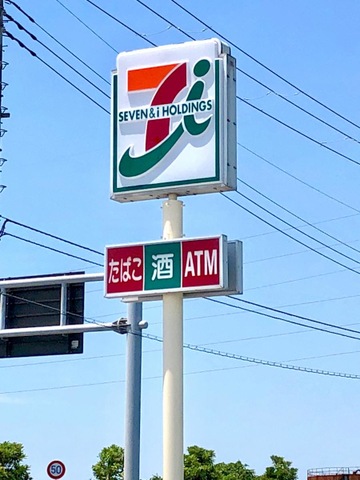 SEVEN&i HOLDINGS
たばこ 酒 ATM
50